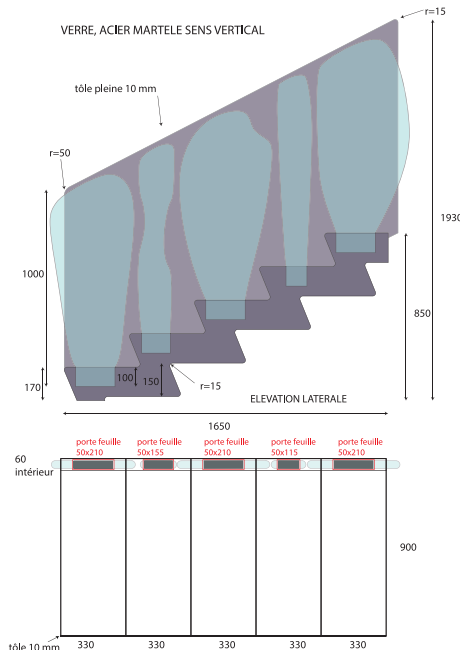 r=15
VERRE, ACIER MARTELE SENS VERTICAL
tôle pleine 10 mm
r=50
1930
1000
850
170
100
150
r=15
ELEVATION LATERALE
1650
porte feuille
50x210
porte feuille
50x155
porte feuille
50x210
porte feuille
50x115
porte feuille
50x210
60
intérieur
900
tôle 10 mm
330
330
330
330
330